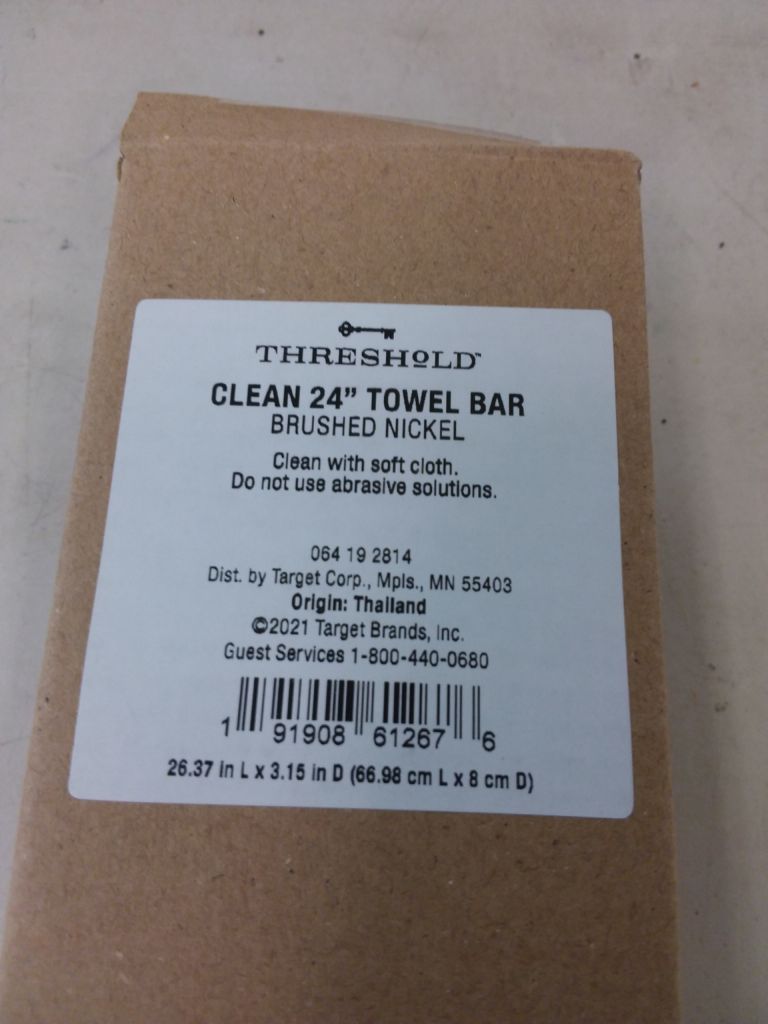 THRESHOLD™
CLEAN 24” TOWEL BAR
BRUSHED NICKEL
Clean with soft cloth.
Do not use abrasive solutions.
064 19 2814
Dist. by Target Corp., Mpls., MN 55403
Origin: Thailand
©2021 Target Brands, Inc.
Guest Services 1-800-440-0680
1 91908 61267 6
26.37 in L x 3.15 in D (66.98 cm L x 8 cm D)